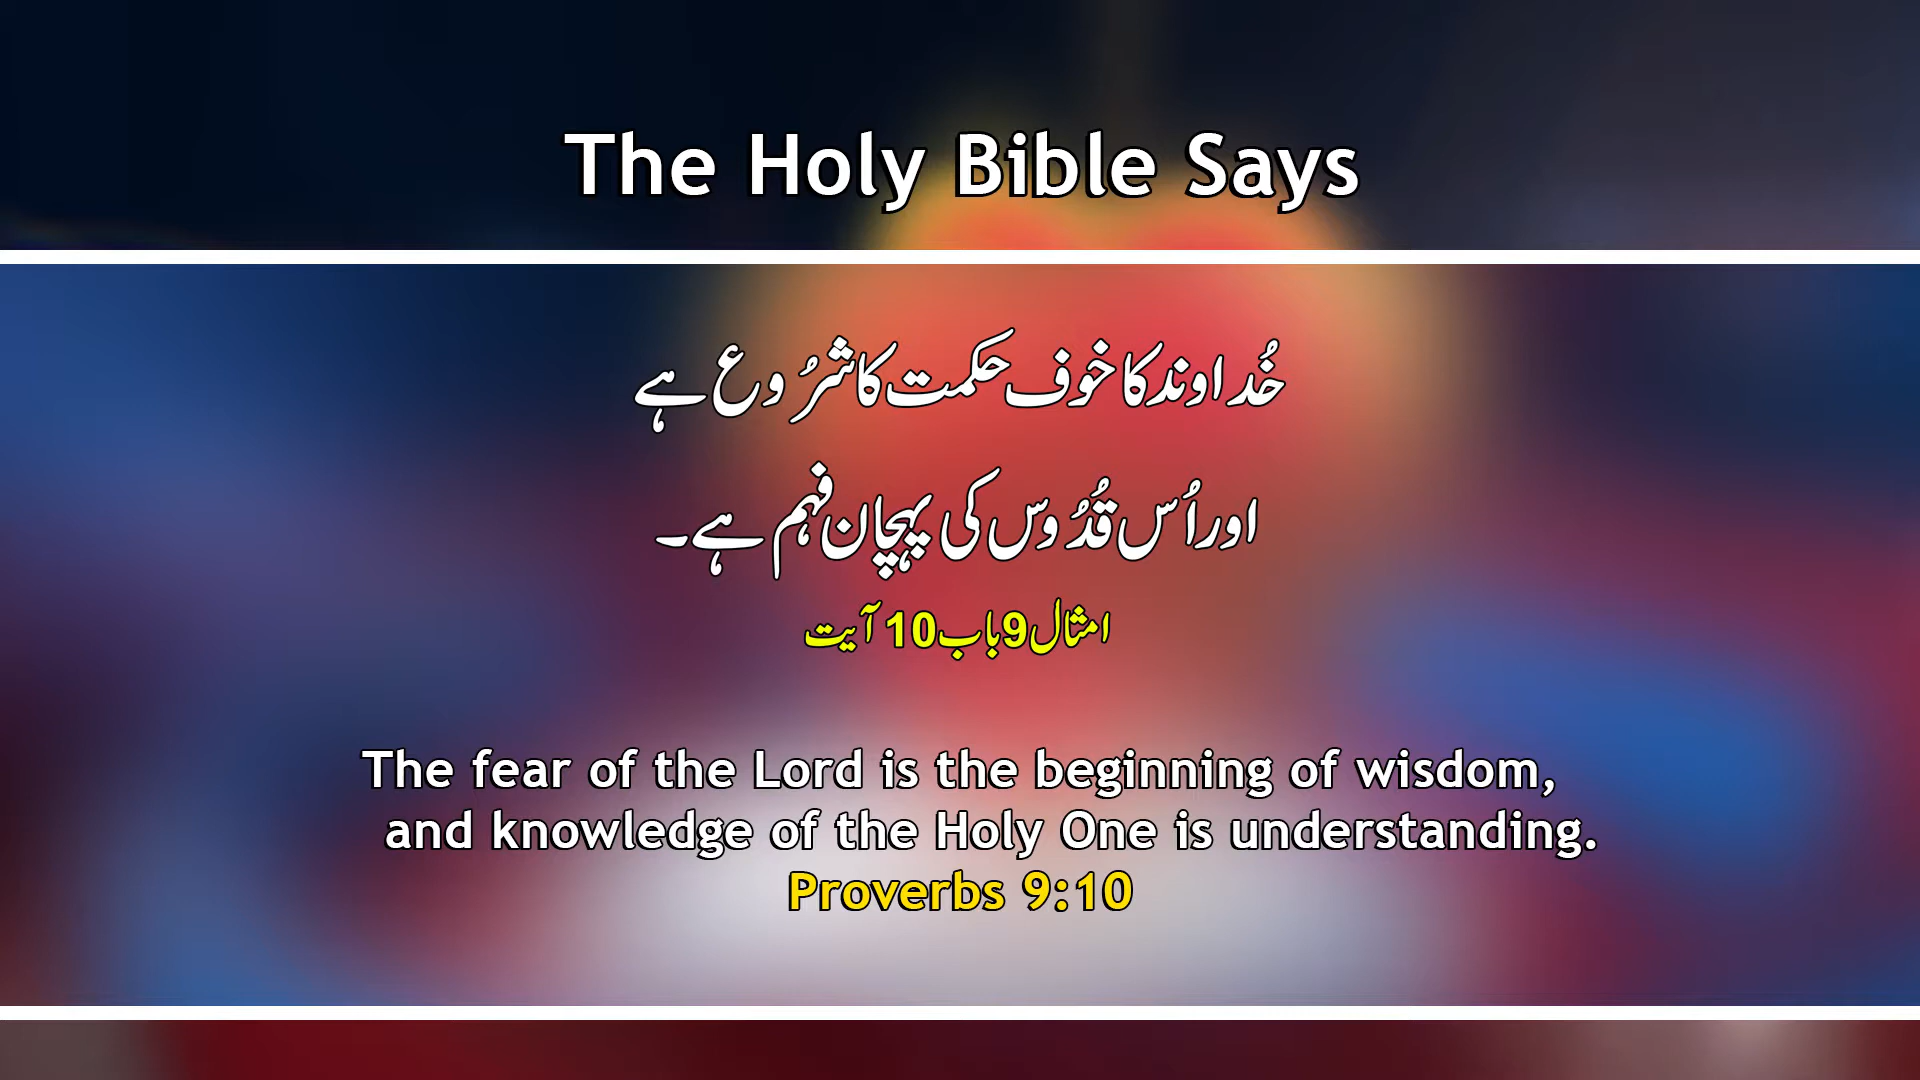 The Holy Bible Says
خُداوند کا خوف حکمت کا شرُوع ہے
اور اُس قدُّوس کی پہچان فہم ہے۔
امثال 9 باب 10 آیت
The fear of the Lord is the beginning of wisdom,
and knowledge of the Holy One is understanding.
Proverbs 9:10